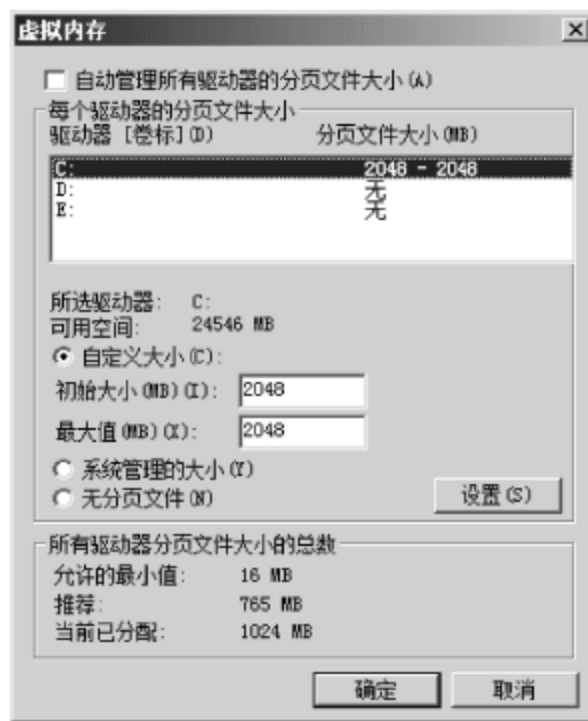 虚拟内存
自动管理所有驱动器的分页文件大小(A)
每个驱动器的分页文件大小
驱动器 [卷标](D) 分页文件大小(MB)
C: 2048 - 2048
D: 无
E: 无
所选驱动器: C:
可用空间: 24546 MB
自定义大小(C):
初始大小(MB)(I): 2048
最大值(MB)(X): 2048
系统管理的大小(Y)
无分页文件(N) 设置(S)
所有驱动器分页文件大小的总数
允许的最小值: 16 MB
推荐: 765 MB
当前已分配: 1024 MB
确定 取消